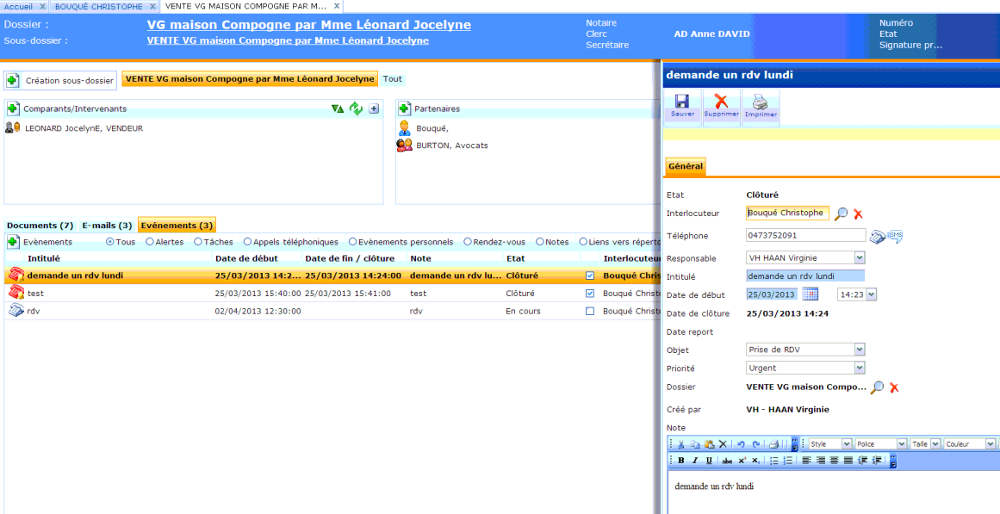 Accueil X BOUQUÉ CHRISTOPHE X VENTE VG MAISON COMPOGNE PAR M... X
Dossier : VG maison Compogne par Mme Léonard Jocelyne
Sous-dossier : VENTE VG maison Compogne par Mme Léonard Jocelyne
Notaire
Clerc
Secrétaire
AD Anne DAVID
Numéro
Etat
Signature pr...
Création sous-dossier VENTE VG maison Compogne par Mme Léonard Jocelyne Tout
Comparants/Intervenants
LEONARD JocelynE, VENDEUR
Partenaires
Bouqué,
BURTON, Avocats
Documents (7) E-mails (3) Evénements (3)
Evènements Tous Alertes Tâches Appels téléphoniques Evènements personnels Rendez-vous Notes Liens vers réperto
Intitulé Date de début Date de fin / clôture Note Etat Interlocuteu
demande un rdv lundi 25/03/2013 14:2... 25/03/2013 14:24:00 demande un rdv lu... Clôturé Bouqué Chris
test 25/03/2013 15:40:00 25/03/2013 15:41:00 test Clôturé Bouqué Christo
rdv 02/04/2013 12:30:00 rdv En cours Bouqué Christo
demande un rdv lundi
Sauver Supprimer Imprimer
Général
Etat Clôturé
Interlocuteur Bouqué Christophe
Téléphone 0473752091 SMS
Responsable VH HAAN Virginie
Intitulé demande un rdv lundi
Date de début 25/03/2013 14:23
Date de clôture 25/03/2013 14:24
Date report
Objet Prise de RDV
Priorité Urgent
Dossier VENTE VG maison Compo...
Créé par VH - HAAN Virginie
Note
Style Police Taille Couleur
B I U abc x² x₂
demande un rdv lundi